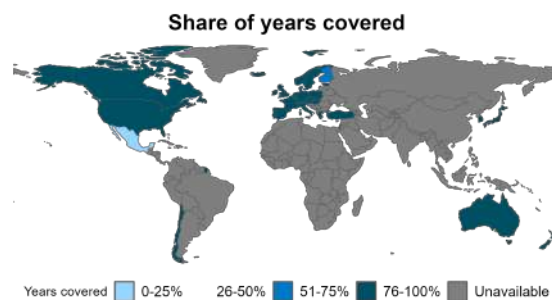 Share of years covered
Years covered 0-25% 26-50% 51-75% 76-100% Unavailable